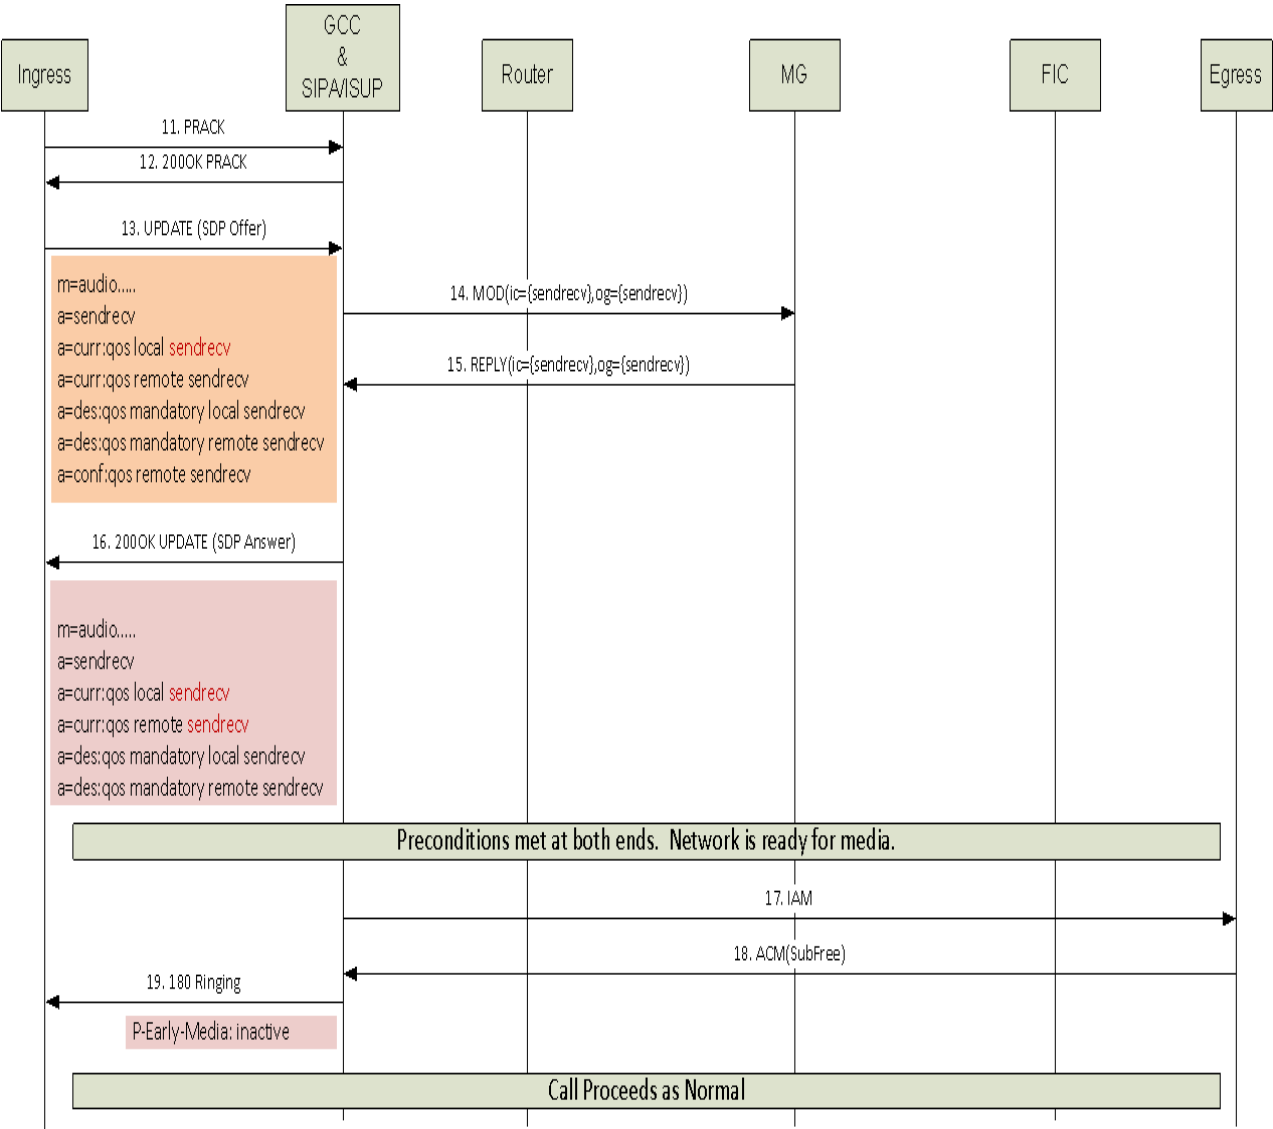 Ingress
GCC
&
SIPA/ISUP
Router
MG
FIC
Egress
11. PRACK
12. 200OK PRACK
13. UPDATE (SDP Offer)
m=audio.....
a=sendrecv
a=curr:qos local sendrecv
a=curr:qos remote sendrecv
a=des:qos mandatory local sendrecv
a=des:qos mandatory remote sendrecv
a=conf:qos remote sendrecv
14. MOD(ic={sendrecv},og={sendrecv})
15. REPLY(ic={sendrecv},og={sendrecv})
16. 200OK UPDATE (SDP Answer)
m=audio.....
a=sendrecv
a=curr:qos local sendrecv
a=curr:qos remote sendrecv
a=des:qos mandatory local sendrecv
a=des:qos mandatory remote sendrecv
Preconditions met at both ends.  Network is ready for media.
17. IAM
18. ACM(SubFree)
19. 180 Ringing
P-Early-Media: inactive
Call Proceeds as Normal